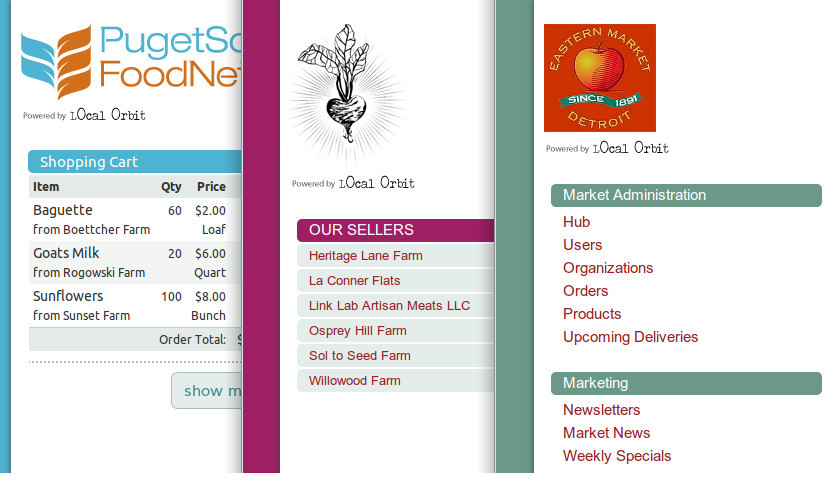 PugetSo
FoodNet
Powered by LOcal Orbit
Shopping Cart
Item Qty Price
Baguette 60 $2.00
from Boettcher Farm Loaf
Goats Milk 20 $6.00
from Rogowski Farm Quart
Sunflowers 100 $8.00
from Sunset Farm Bunch
Order Total: $
show m
Powered by LOcal Orbit
OUR SELLERS
Heritage Lane Farm
La Conner Flats
Link Lab Artisan Meats LLC
Osprey Hill Farm
Sol to Seed Farm
Willowood Farm
EASTERN MARKET
SINCE 1891
DETROIT
Powered by LOcal Orbit
Market Administration
Hub
Users
Organizations
Orders
Products
Upcoming Deliveries
Marketing
Newsletters
Market News
Weekly Specials